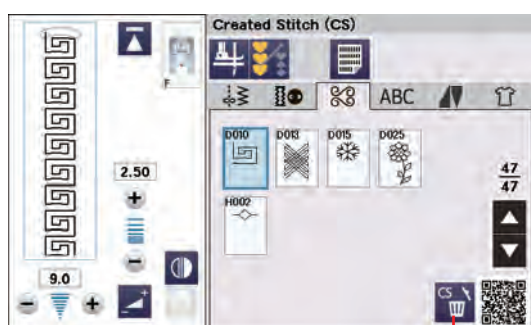 Created Stitch (CS)
F
ABC
D010 D013 D015 D025
2.50
47
47
H002
9.0
CS